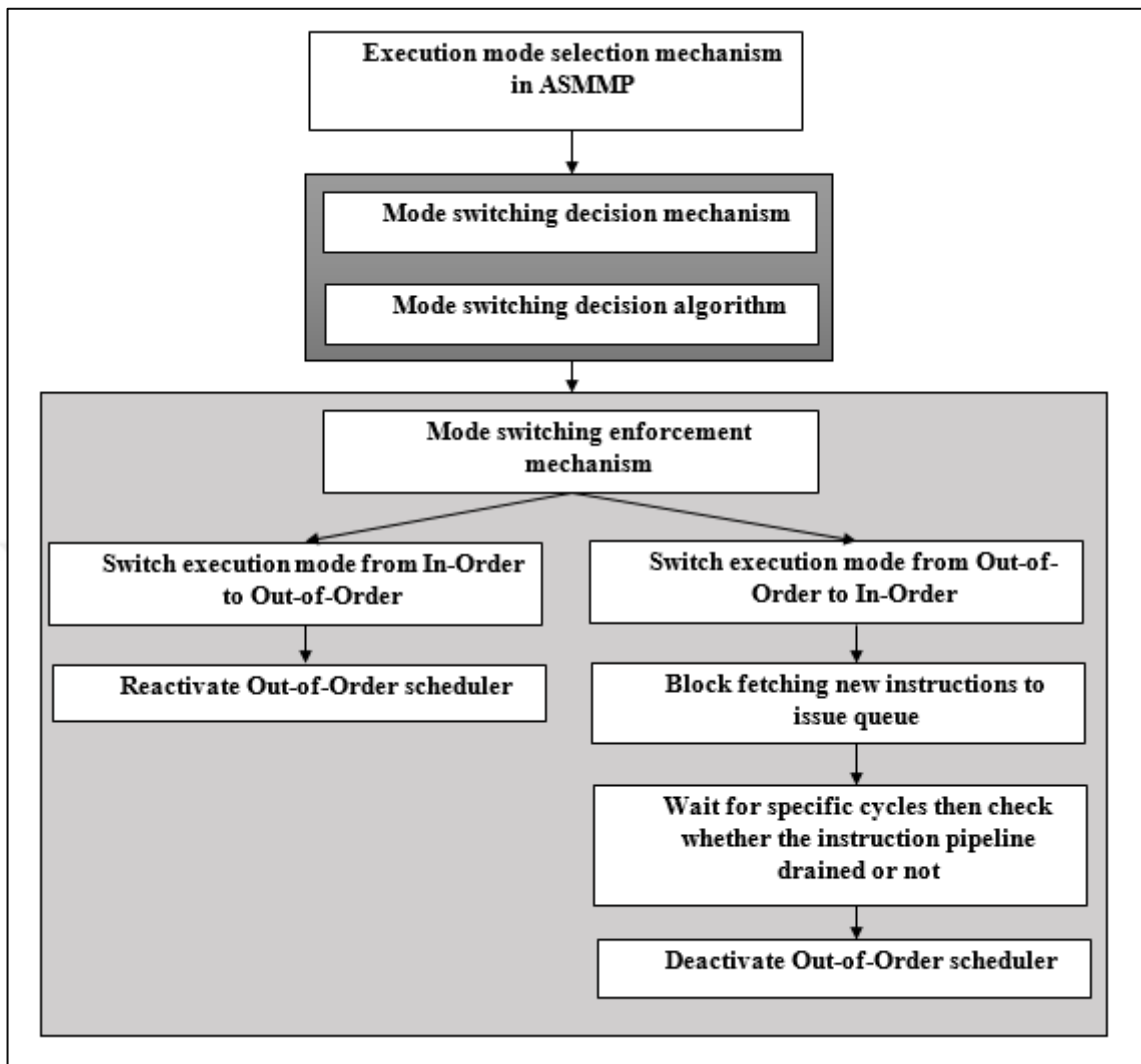 Execution mode selection mechanism
in ASMMP
Mode switching decision mechanism
Mode switching decision algorithm
Mode switching enforcement
mechanism
Switch execution mode from In-Order
to Out-of-Order
Reactivate Out-of-Order scheduler
Switch execution mode from Out-of-
Order to In-Order
Block fetching new instructions to
issue queue
Wait for specific cycles then check
whether the instruction pipeline
drained or not
Deactivate Out-of-Order scheduler